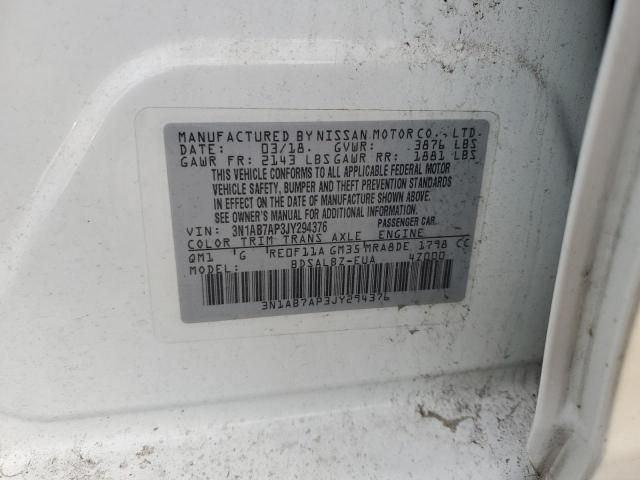 MANUFACTURED BY NISSAN MOTOR CO., LTD.
DATE: 03/18. GVWR: 3876 LBS
GAWR FR: 2143 LBS GAWR RR: 1881 LBS
THIS VEHICLE CONFORMS TO ALL APPLICABLE FEDERAL MOTOR
VEHICLE SAFETY, BUMPER AND THEFT PREVENTION STANDARDS
IN EFFECT ON THE DATE OF MANUFACTURE SHOWN ABOVE.
SEE OWNER'S MANUAL FOR ADDITIONAL INFORMATION.
VIN: 3N1AB7AP3JY294376 PASSENGER CAR
COLOR TRIM TRANS AXLE ENGINE
QM1 G RE0F11A GM35 MRA8DE 1798 CC
MODEL: BDSALBZ-EUA 47000
3N1AB7AP3JY294376